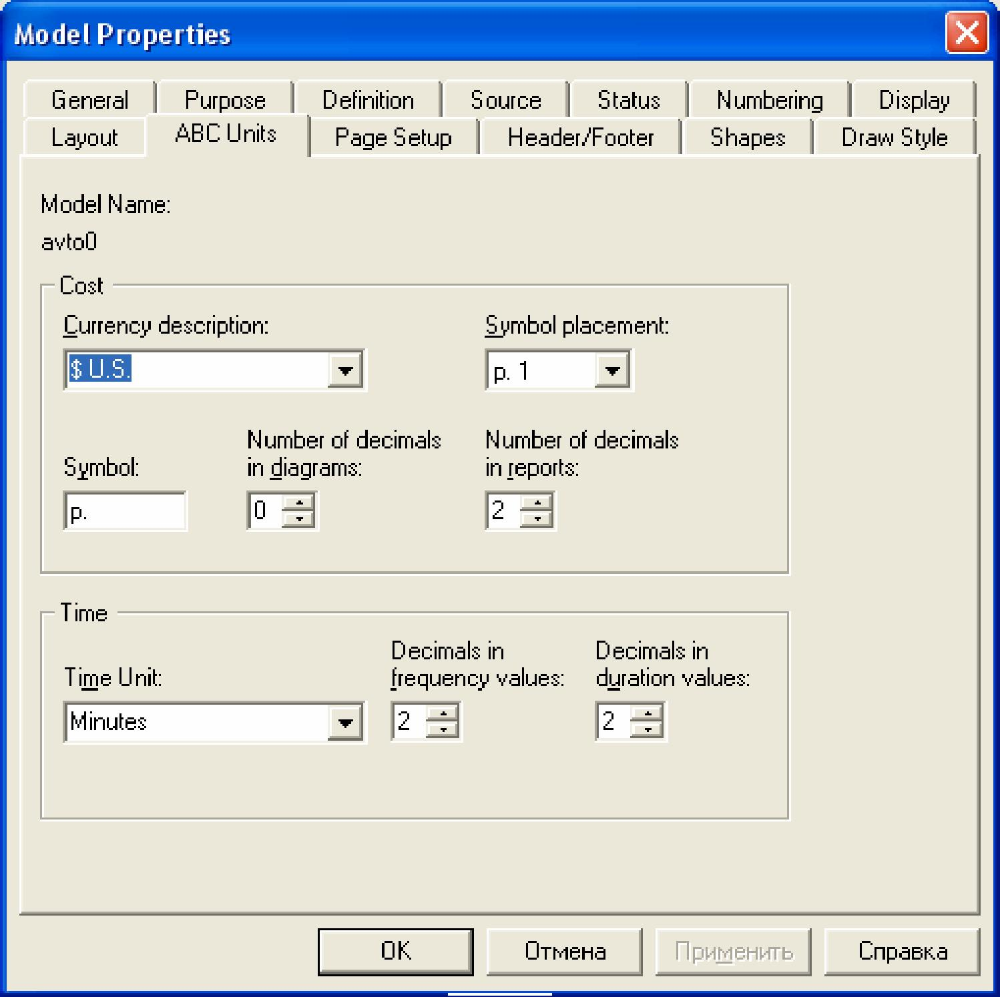 Model Properties
General Purpose Definition Source Status Numbering Display
Layout ABC Units Page Setup Header/Footer Shapes Draw Style
Model Name:
avto0
Cost
Currency description: Symbol placement:
$ U.S. р. 1
Number of decimals Number of decimals
Symbol: in diagrams: in reports:
р. 0 2
Time
Decimals in Decimals in
Time Unit: frequency values: duration values:
Minutes 2 2
OK Отмена Применить Справка